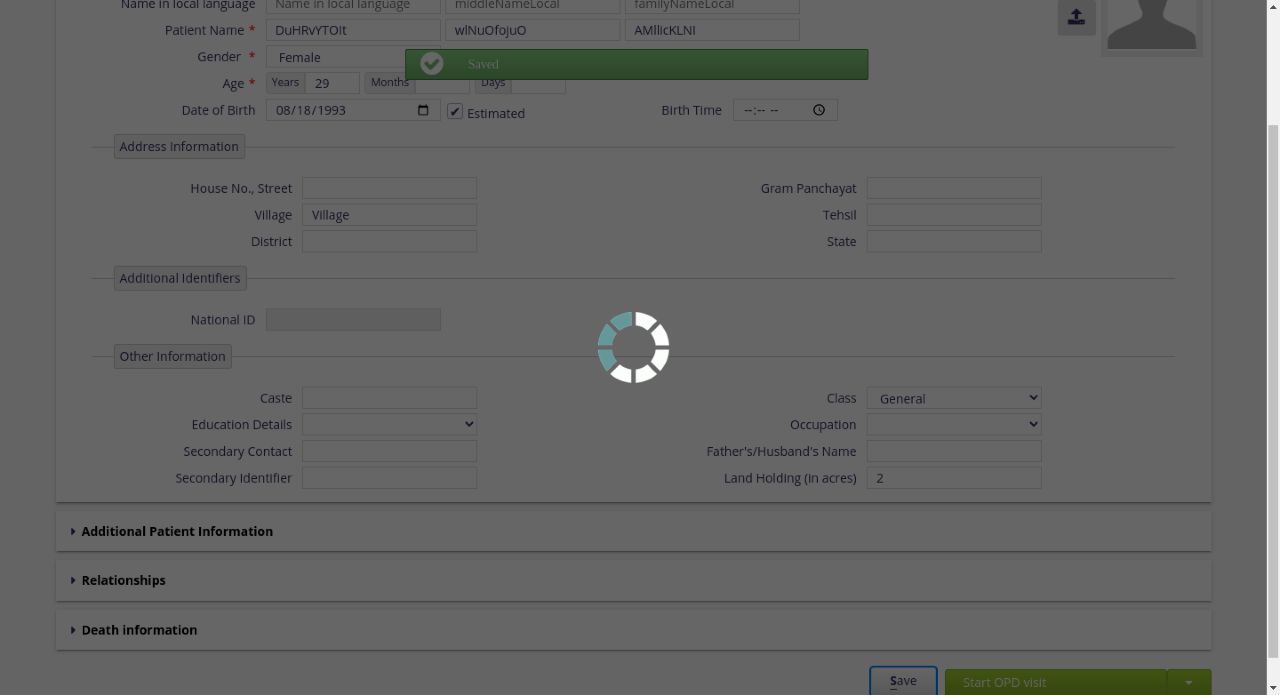 Name in local language Name in local language middleNameLocal familyNameLocal
Patient Name * DuHRvYTOIt wlNuOfoJuO AMllicKLNI
Gender * Female
Saved
Age * Years 29 Months Days
Date of Birth 08/18/1993 Estimated Birth Time --:-- --
Address Information
House No., Street Gram Panchayat
Village Village Tehsil
District State
Additional Identifiers
National ID
Other Information
Caste Class General
Education Details Occupation
Secondary Contact Father's/Husband's Name
Secondary Identifier Land Holding (in acres) 2
Additional Patient Information
Relationships
Death information
Save Start OPD visit